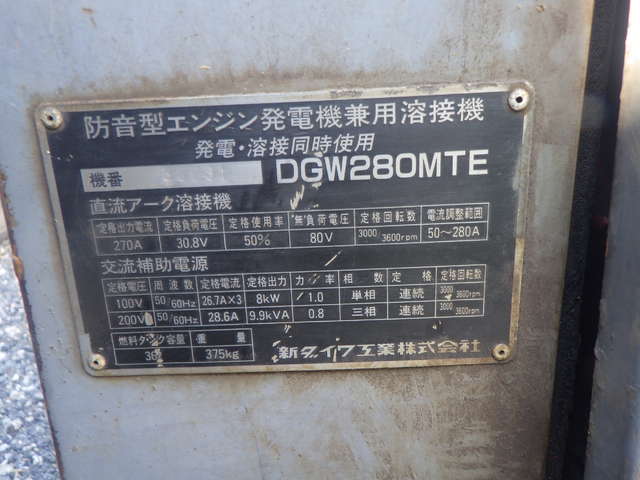 防音型エンジン発電機兼用溶接機
発電・溶接同時使用
機番 DGW280MTE
直流アーク溶接機
定格出力電流 定格負荷電圧 定格使用率 無負荷電圧 定格回転数 電流調整範囲
270A 30.8V 50% 80V 3000/3600rpm 50~280A
交流補助電源
定格電圧 周波数 定格電流 定格出力 力率 相数 定格 定格回転数
100V 50/60Hz 26.7A×3 8kW 1.0 単相 連続 3000/3600rpm
200V 50/60Hz 28.6A 9.9kVA 0.8 三相 連続 3000/3600rpm
燃料タンク容量 重量
375kg
新ダイワ工業株式会社